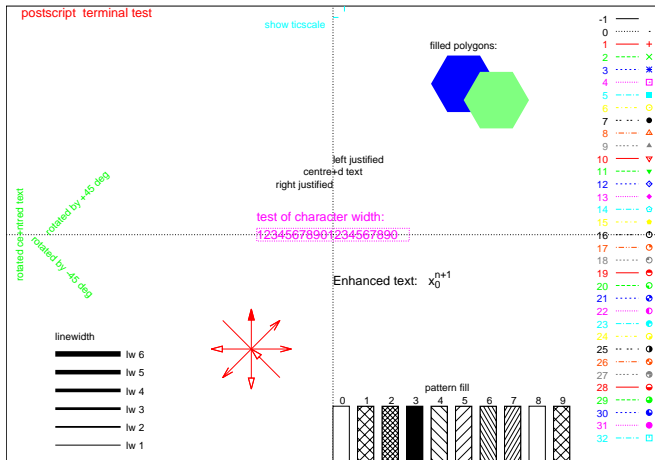 postscript  terminal test
show ticscale
filled polygons:
left justified
centre+d text
right justified
rotated ce+ntred text
rotated by +45 deg
rotated by -45 deg
test of character width:
12345678901234567890
Enhanced text:   x₀ⁿ⁺¹
linewidth
lw 6
lw 5
lw 4
lw 3
lw 2
lw 1
pattern fill
0 1 2 3 4 5 6 7 8 9
-1
0
1
2
3
4
5
6
7
8
9
10
11
12
13
14
15
16
17
18
19
20
21
22
23
24
25
26
27
28
29
30
31
32